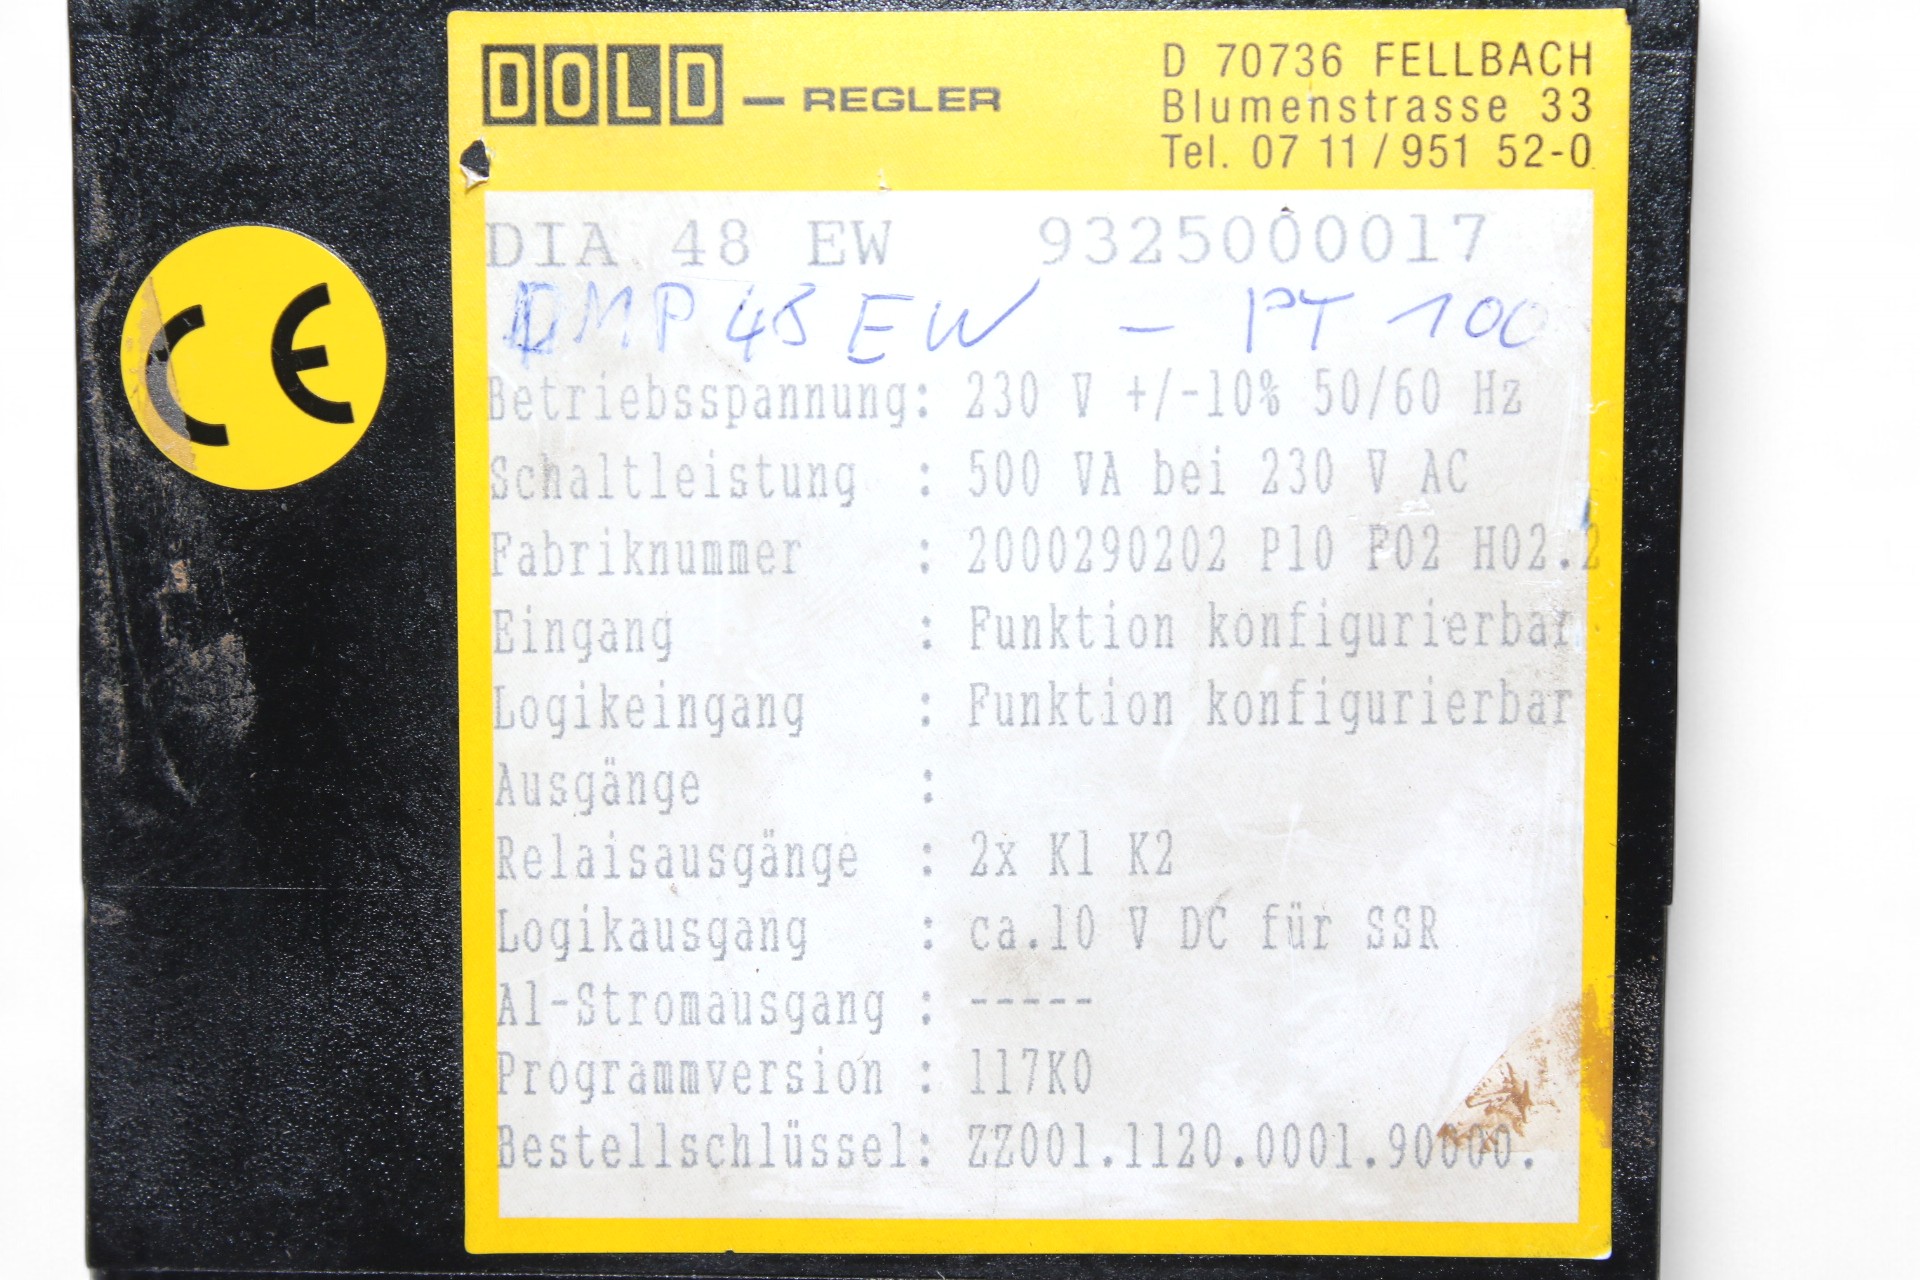 DOLD – REGLER
D 70736 FELLBACH
Blumenstrasse 33
Tel. 07 11 / 951 52-0
CE
DIA 48 EW 9325000017
DMP 48 EW – PT 100
Betriebsspannung: 230 V +/-10% 50/60 Hz
Schaltleistung : 500 VA bei 230 V AC
Fabriknummer : 2000290202 P10 F02 H02.2
Eingang : Funktion konfigurierbar
Logikeingang : Funktion konfigurierbar
Ausgänge :
Relaisausgänge : 2x K1 K2
Logikausgang : ca.10 V DC für SSR
A1-Stromausgang : -----
Programmversion : 117K0
Bestellschlüssel: ZZ001.1120.0001.90000.